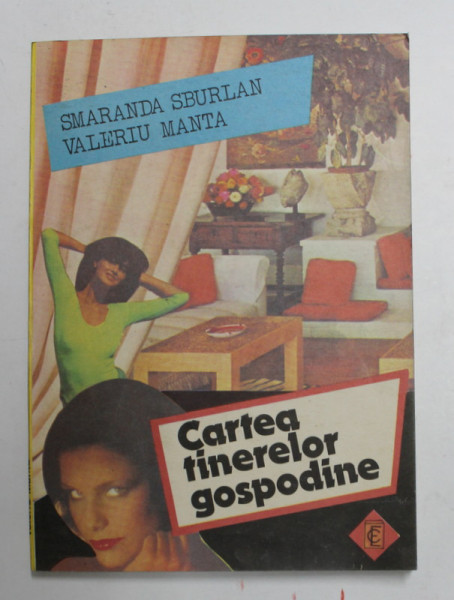 SMARANDA SBURLAN
VALERIU MANTA
Cartea
tinerelor
gospodine